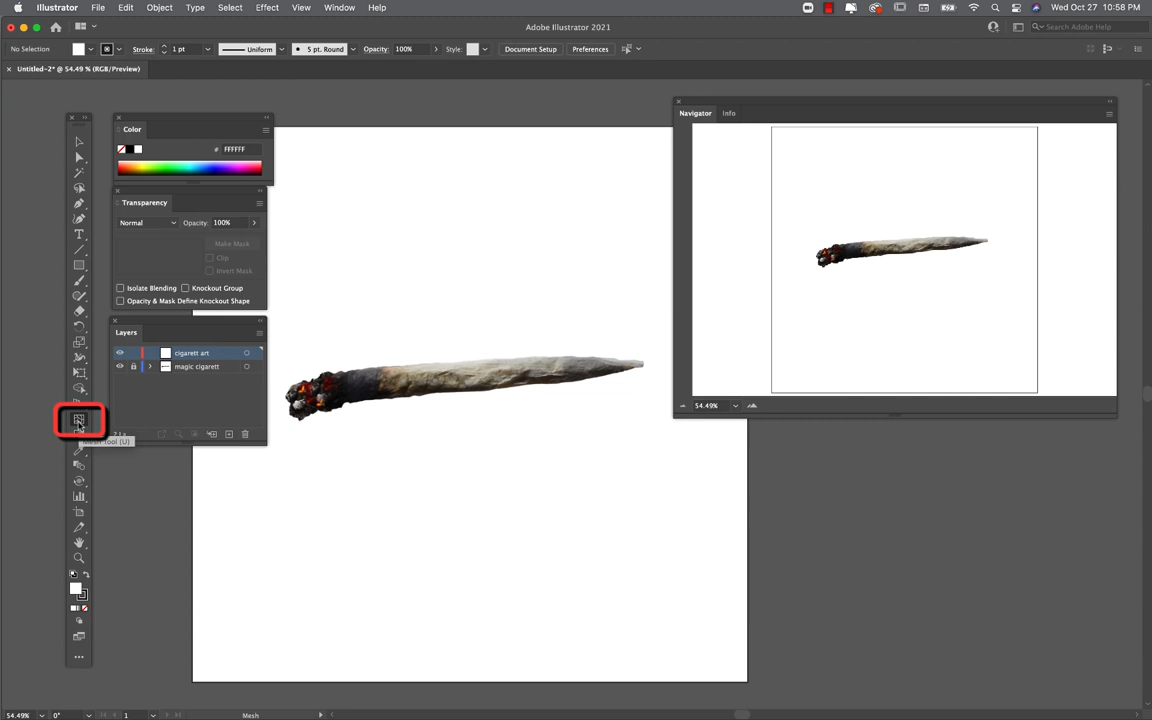 Illustrator File Edit Object Type Select Effect View Window Help Wed Oct 27 10:58 PM
Adobe Illustrator 2021 Search Adobe Help
No Selection Stroke: 1 pt Uniform 5 pt. Round Opacity: 100% Style: Document Setup Preferences
× Untitled-2* @ 54.49 % (RGB/Preview)
Color
# FFFFFF
Transparency
Normal Opacity: 100%
Make Mask
Clip
Invert Mask
Isolate Blending Knockout Group
Opacity & Mask Define Knockout Shape
Layers
cigarett art
magic cigarett
Tool (U)
Navigator Info
54.49%
54.49% 0° 1 Mesh